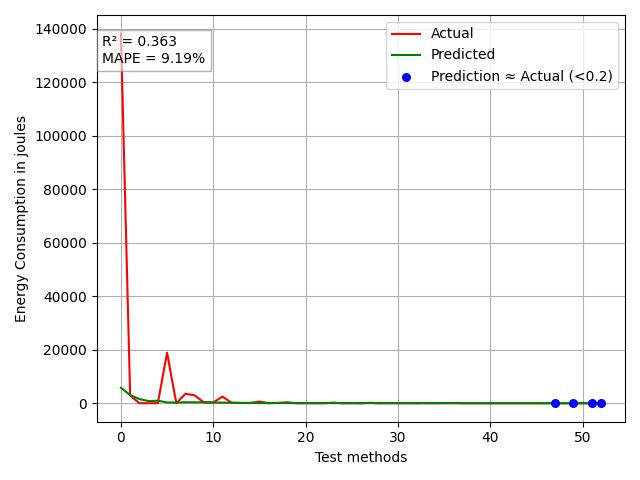 R² = 0.363
MAPE = 9.19%
Actual
Predicted
Prediction ≈ Actual (<0.2)
Energy Consumption in joules
140000
120000
100000
80000
60000
40000
20000
0
0 10 20 30 40 50
Test methods